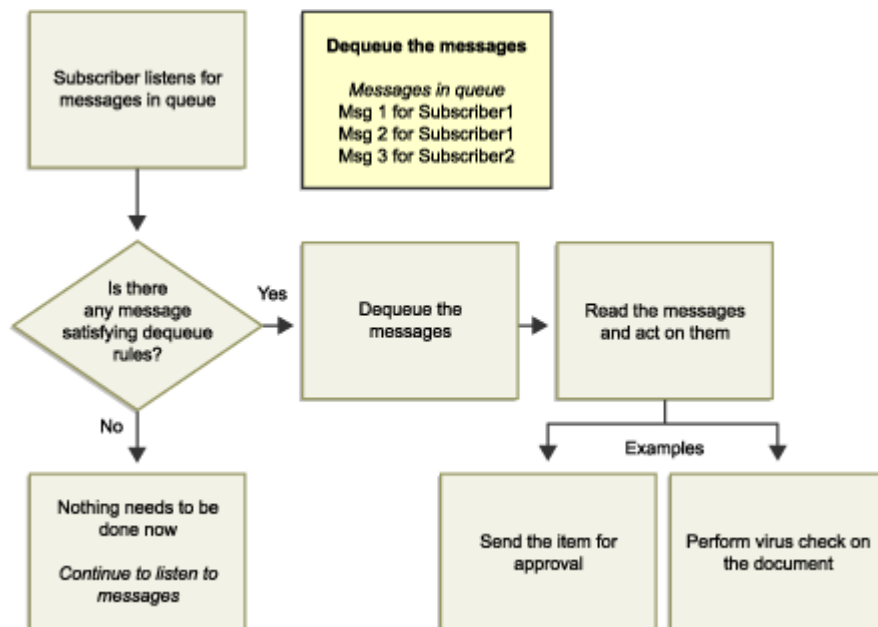 Subscriber listens for
messages in queue
Dequeue the messages
Messages in queue
Msg 1 for Subscriber1
Msg 2 for Subscriber1
Msg 3 for Subscriber2
Is there
any message
satisfying dequeue
rules?
Yes
Dequeue the
messages
Read the messages
and act on them
No
Examples
Nothing needs to be
done now
Continue to listen to
messages
Send the item for
approval
Perform virus check on
the document